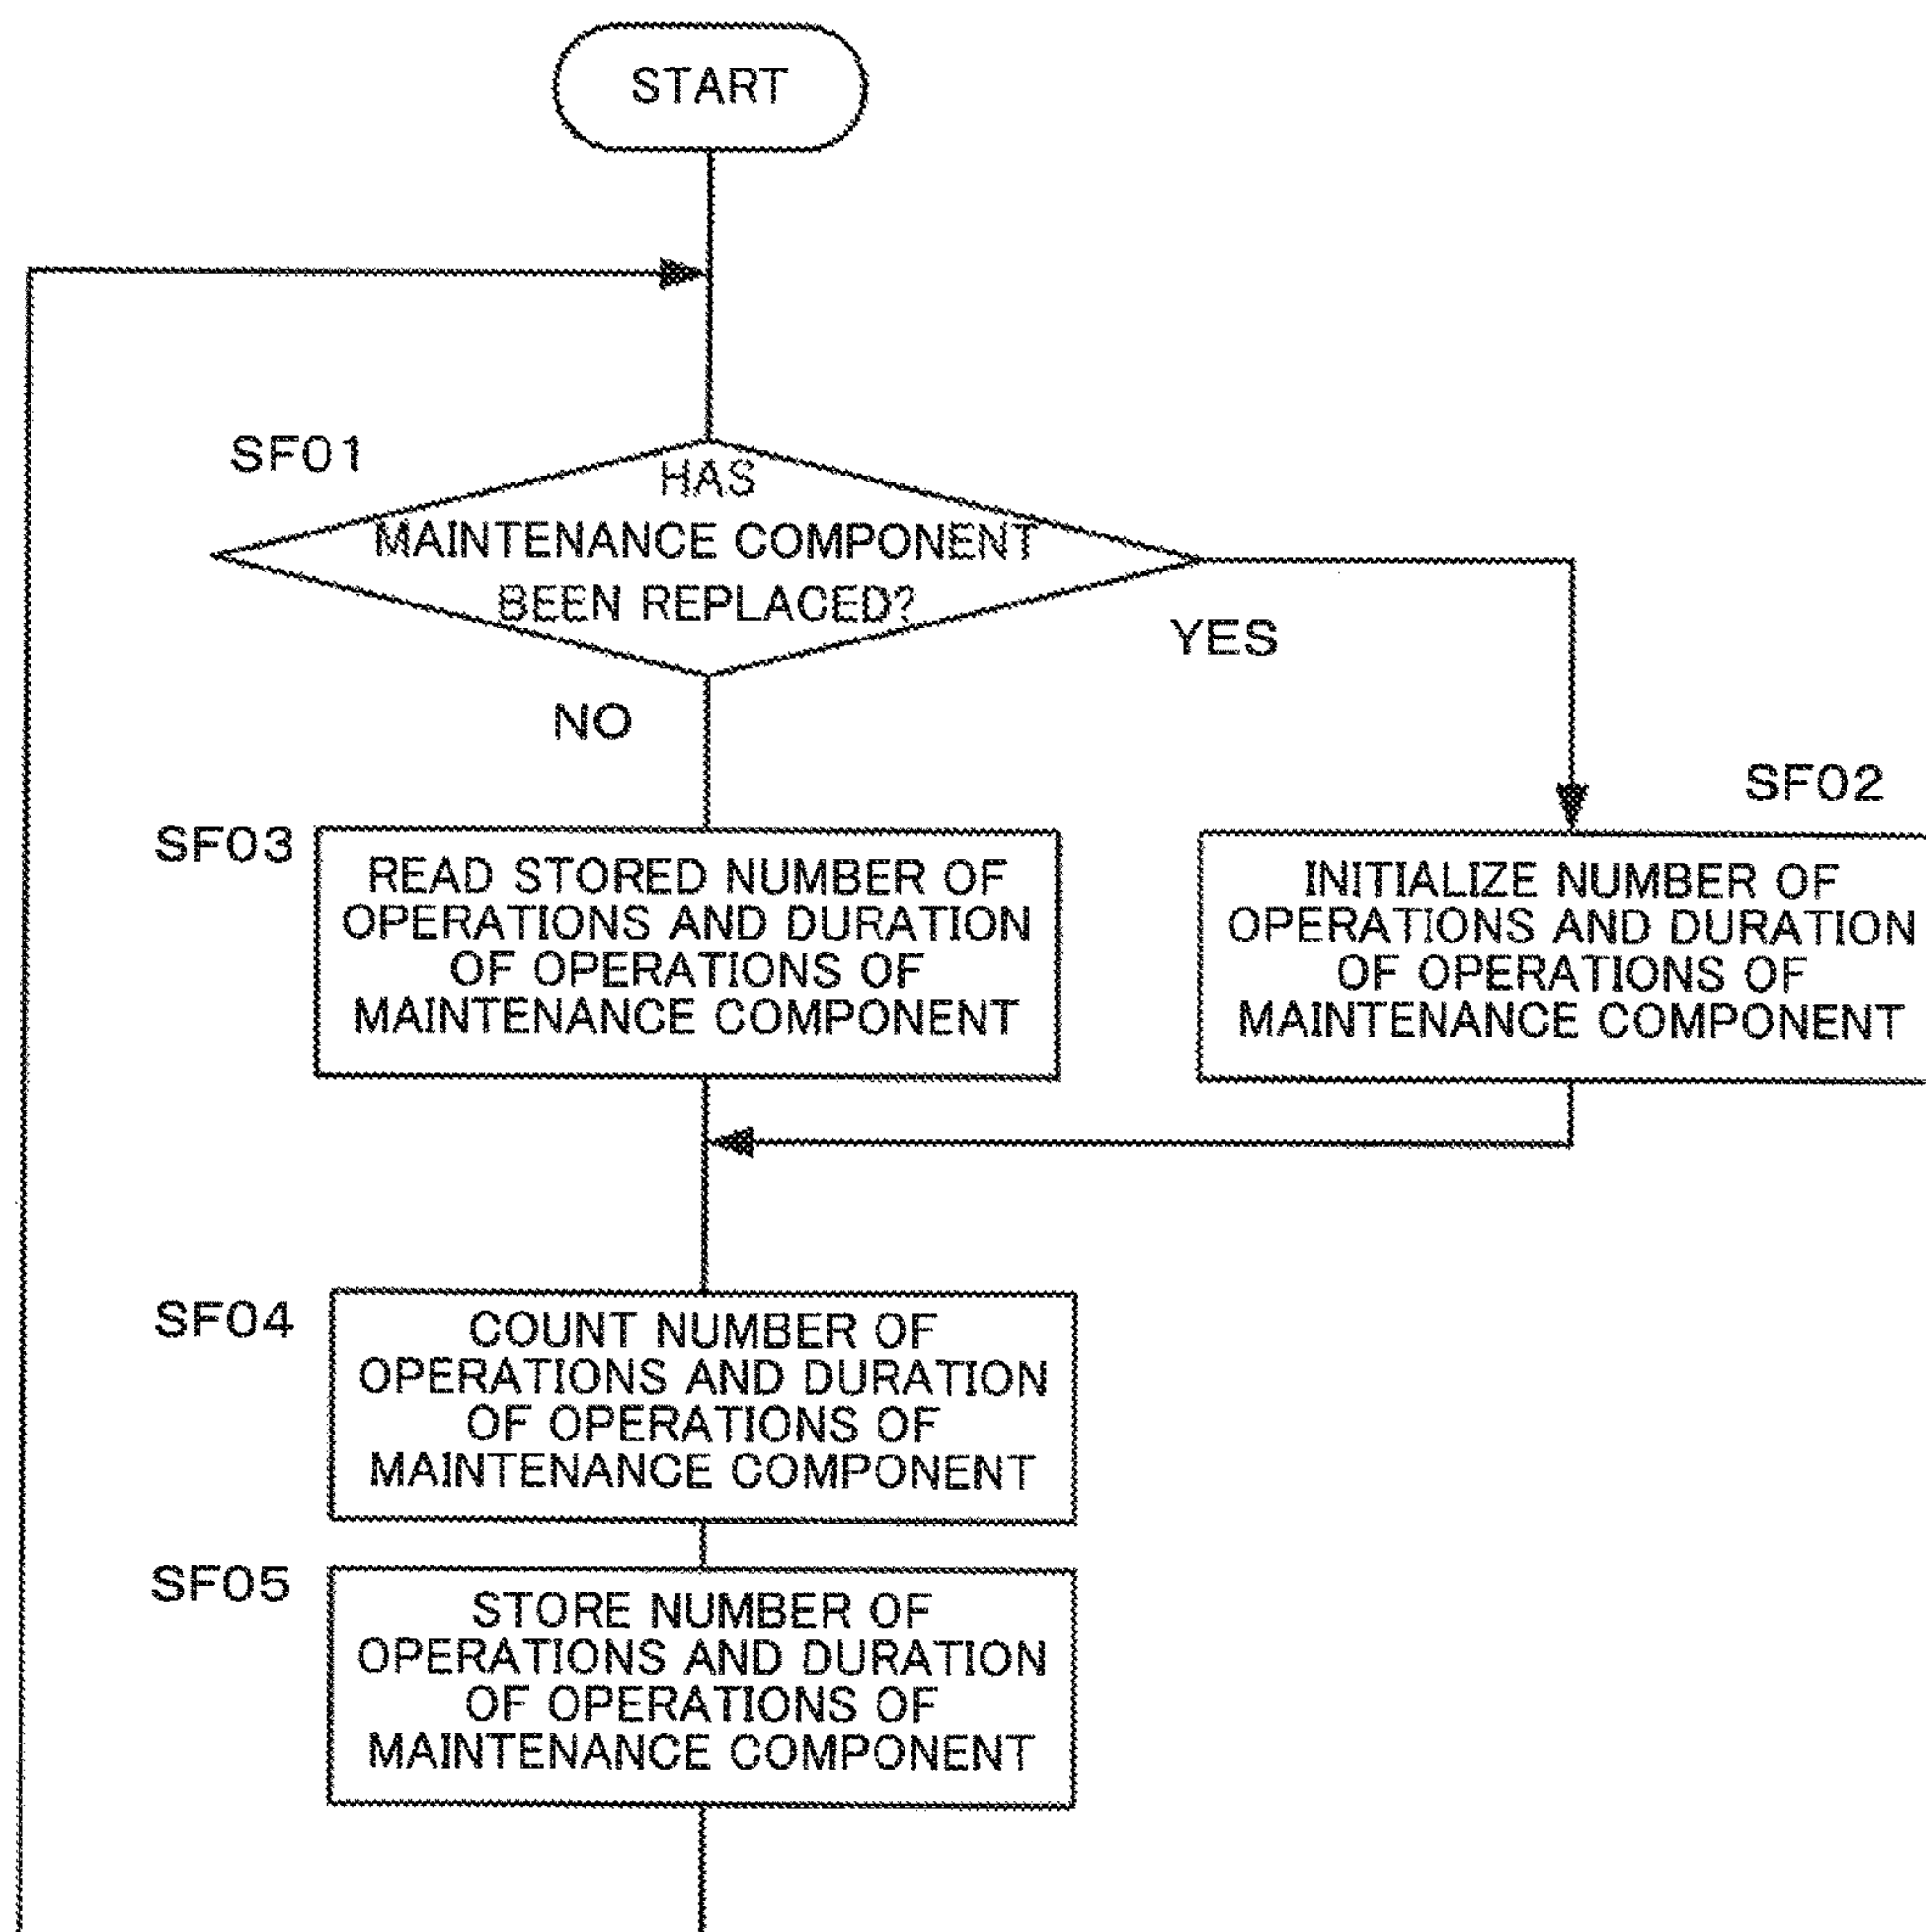 START
SF01
HAS
MAINTENANCE COMPONENT
BEEN REPLACED?
YES
NO
SF02
SF03
READ STORED NUMBER OF
OPERATIONS AND DURATION
OF OPERATIONS OF
MAINTENANCE COMPONENT
INITIALIZE NUMBER OF
OPERATIONS AND DURATION
OF OPERATIONS OF
MAINTENANCE COMPONENT
SF04
COUNT NUMBER OF
OPERATIONS AND DURATION
OF OPERATIONS OF
MAINTENANCE COMPONENT
SF05
STORE NUMBER OF
OPERATIONS AND DURATION
OF OPERATIONS OF
MAINTENANCE COMPONENT